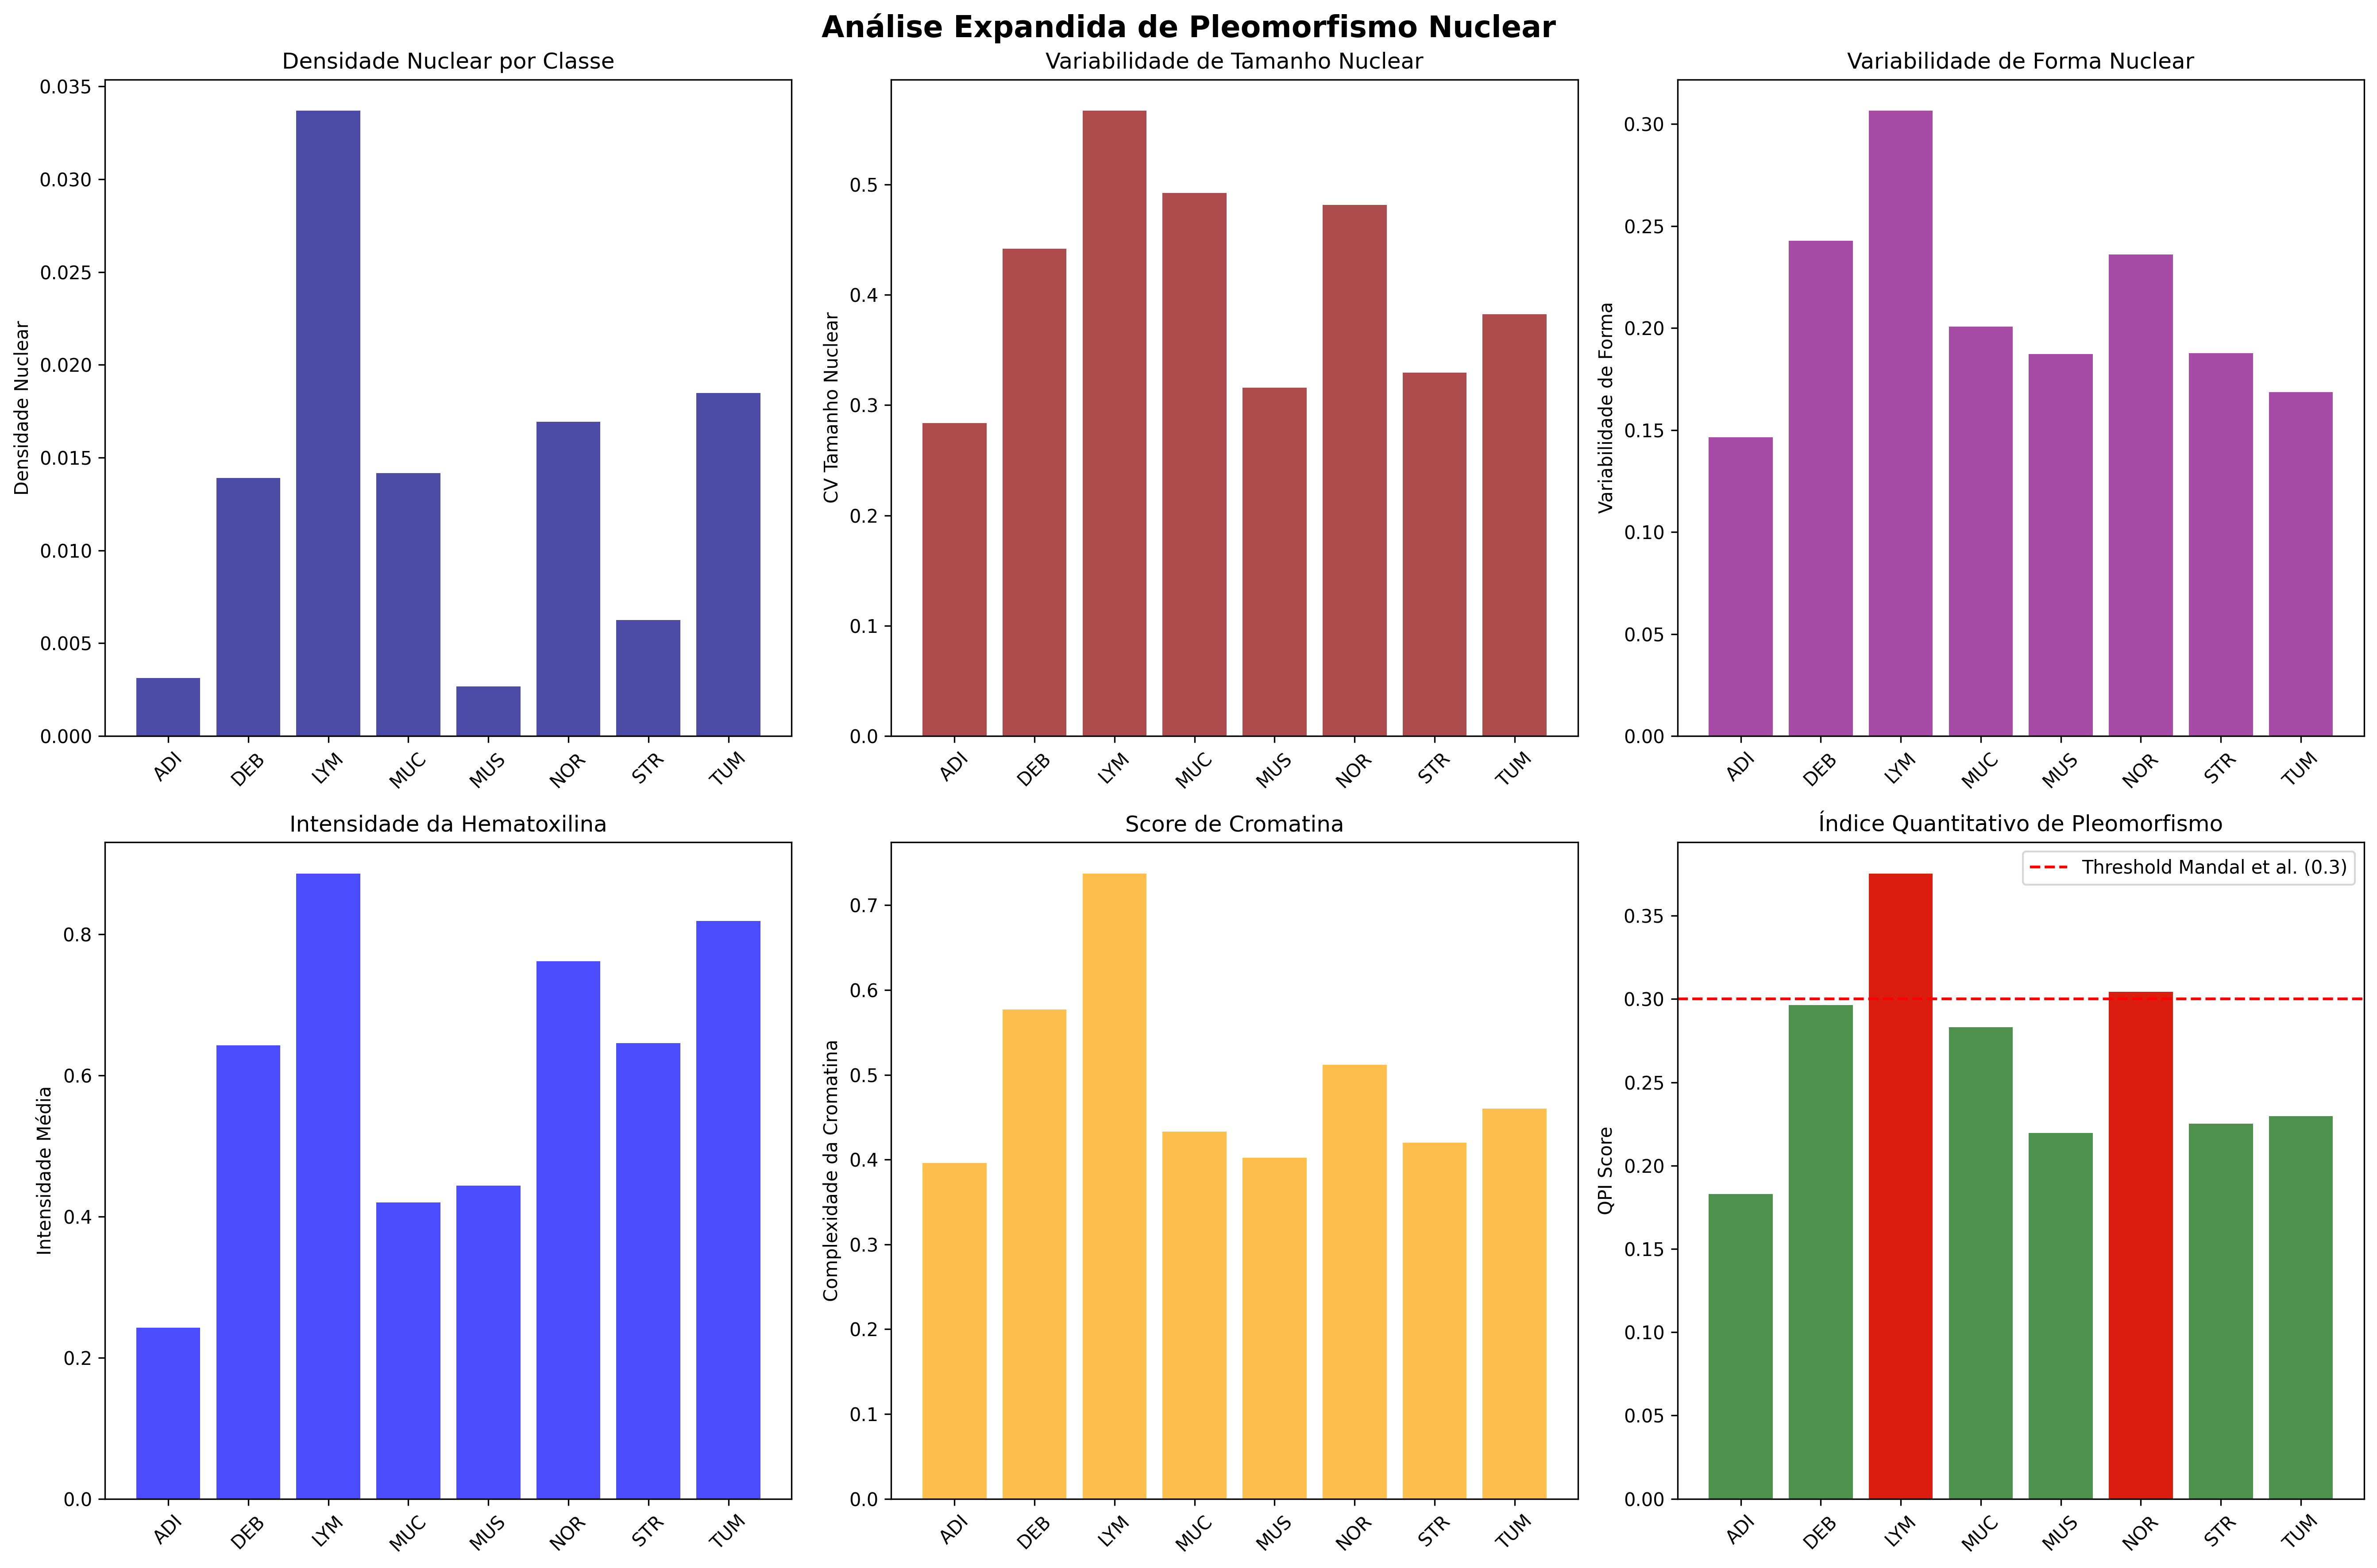 Análise Expandida de Pleomorfismo Nuclear
Densidade Nuclear por Classe
Densidade Nuclear
0.035
0.030
0.025
0.020
0.015
0.010
0.005
0.000
ADI DEB LYM MUC MUS NOR STR TUM
Variabilidade de Tamanho Nuclear
CV Tamanho Nuclear
0.5
0.4
0.3
0.2
0.1
0.0
ADI DEB LYM MUC MUS NOR STR TUM
Variabilidade de Forma Nuclear
Variabilidade de Forma
0.30
0.25
0.20
0.15
0.10
0.05
0.00
ADI DEB LYM MUC MUS NOR STR TUM
Intensidade da Hematoxilina
Intensidade Média
0.8
0.6
0.4
0.2
0.0
ADI DEB LYM MUC MUS NOR STR TUM
Score de Cromatina
Complexidade da Cromatina
0.7
0.6
0.5
0.4
0.3
0.2
0.1
0.0
ADI DEB LYM MUC MUS NOR STR TUM
Índice Quantitativo de Pleomorfismo
Threshold Mandal et al. (0.3)
QPI Score
0.35
0.30
0.25
0.20
0.15
0.10
0.05
0.00
ADI DEB LYM MUC MUS NOR STR TUM